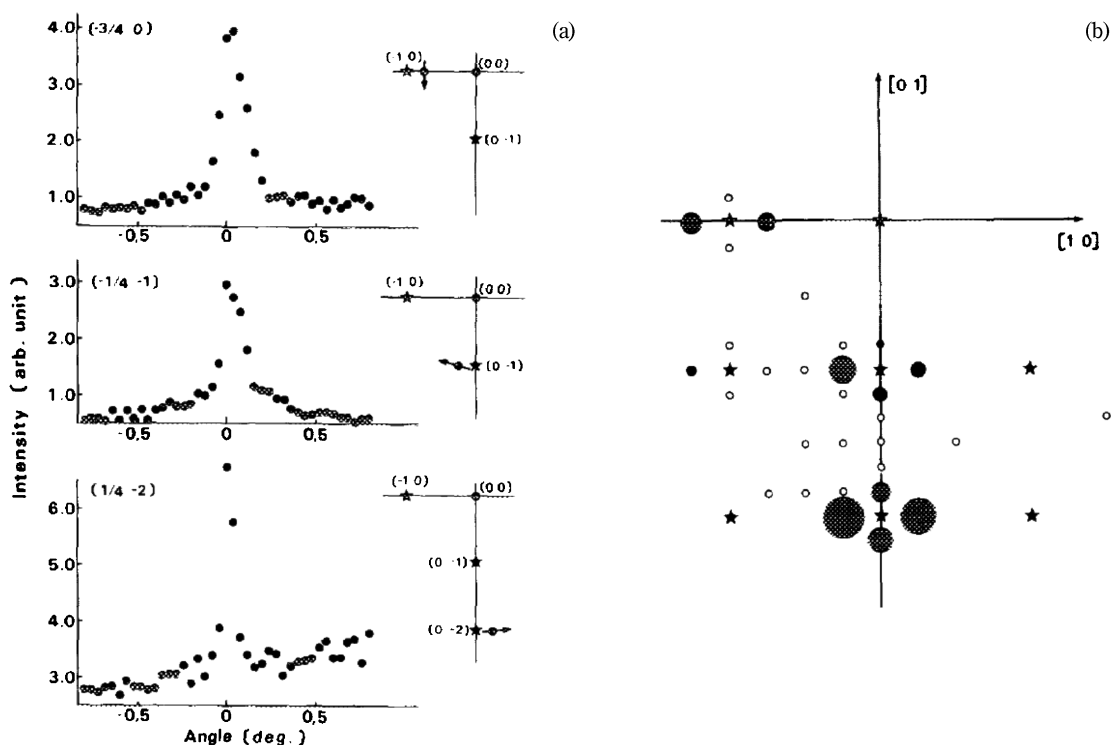 (a)
(b)
(-3/4 0)
4.0
3.0
2.0
1.0
-0.5 0 0,5
(-1 0) (0 0)
(0 -1)
(-1/4 -1)
3.0
2.0
1.0
-0.5 0 0.5
(-1 0) (0 0)
(0 -1)
(1/4 -2)
6.0
5.0
4.0
3.0
-0.5 0 0,5
(-1 0) (0 0)
(0 -1)
(0 -2)
Intensity (arb. unit)
Angle (deg.)
[0 1]
[1 0]